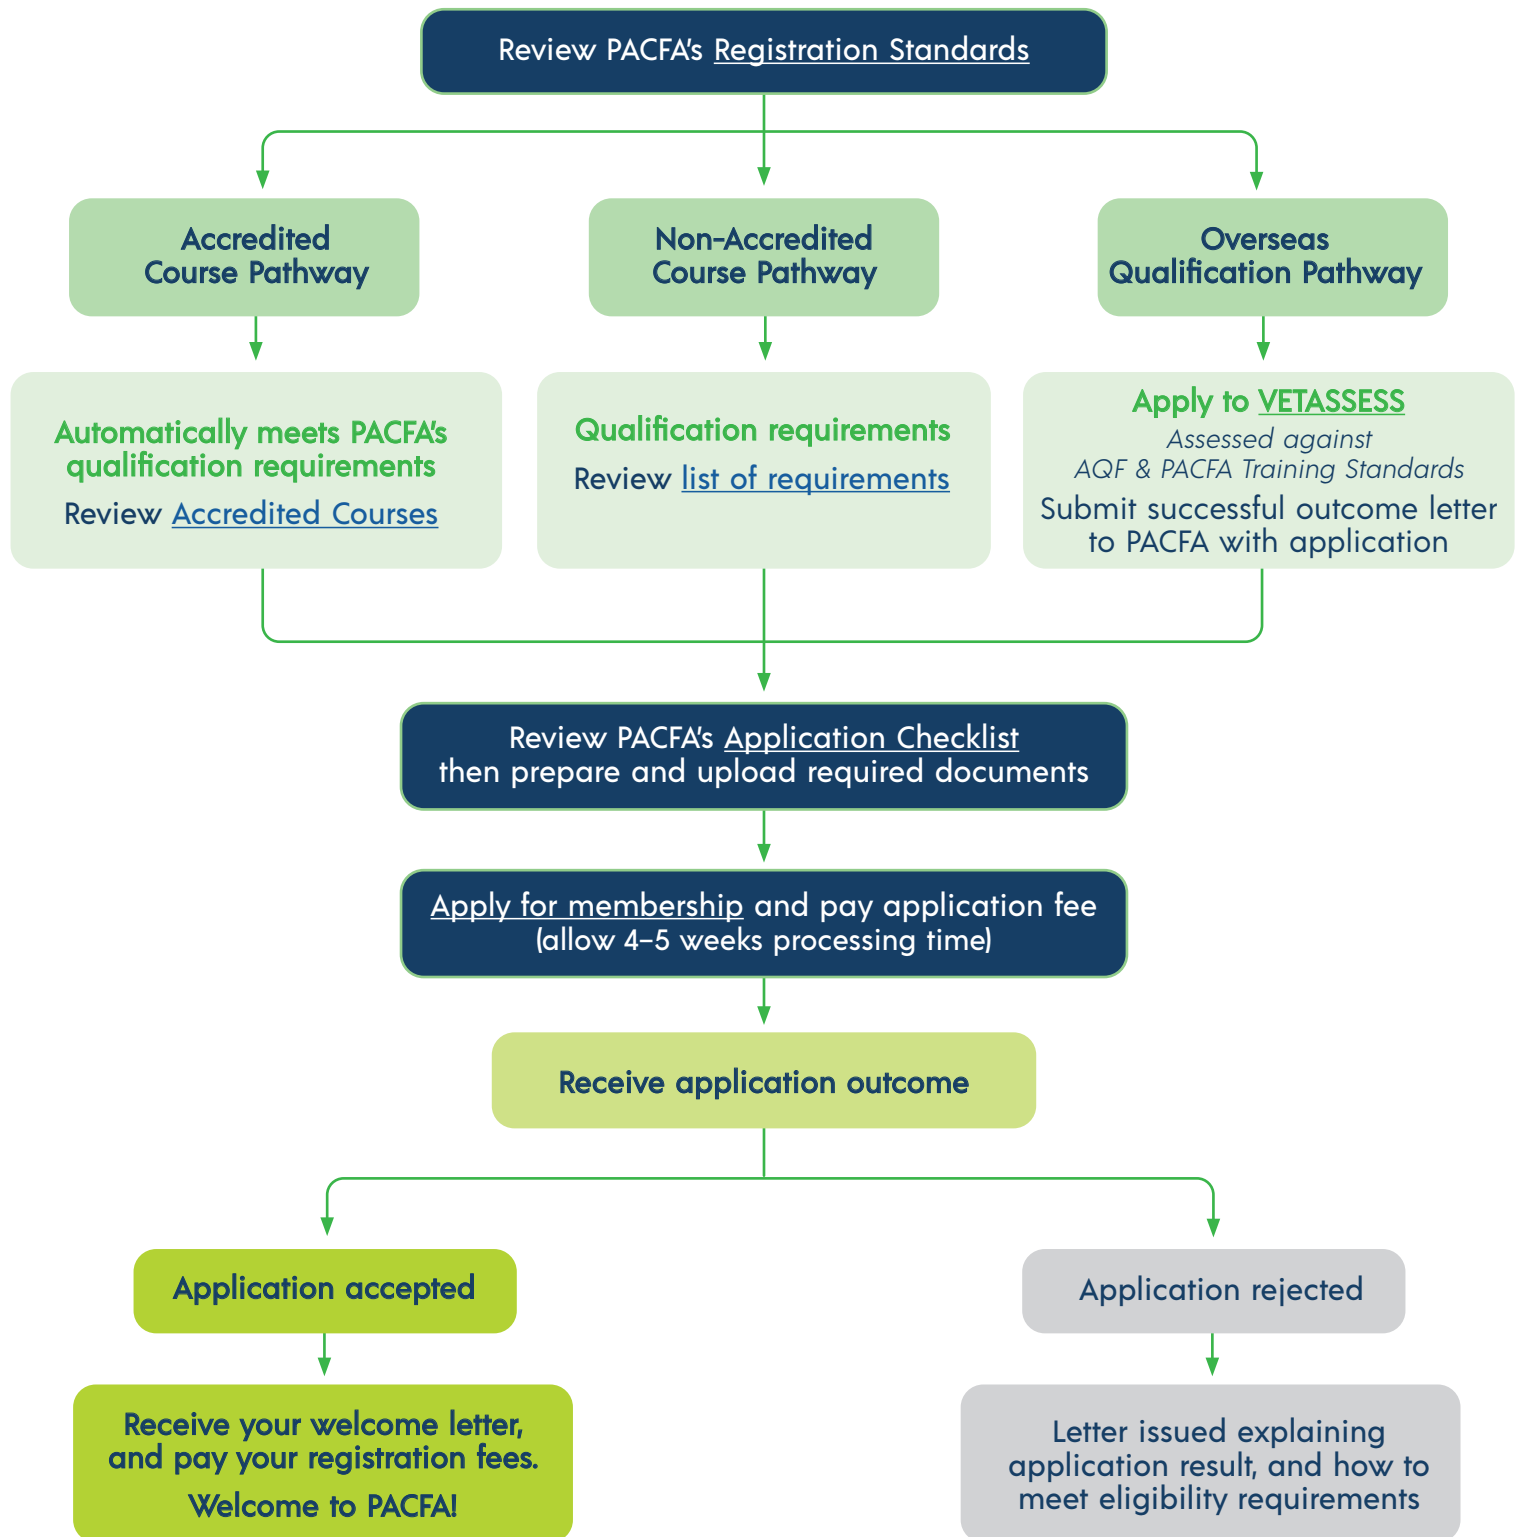 Review PACFA's Registration Standards
Accredited
Course Pathway
Non-Accredited
Course Pathway
Overseas
Qualification Pathway
Automatically meets PACFA's
qualification requirements
Review Accredited Courses
Qualification requirements
Review list of requirements
Apply to VETASSESS
Assessed against
AQF & PACFA Training Standards
Submit successful outcome letter
to PACFA with application
Review PACFA's Application Checklist
then prepare and upload required documents
Apply for membership and pay application fee
(allow 4–5 weeks processing time)
Receive application outcome
Application accepted
Application rejected
Receive your welcome letter,
and pay your registration fees.
Welcome to PACFA!
Letter issued explaining
application result, and how to
meet eligibility requirements